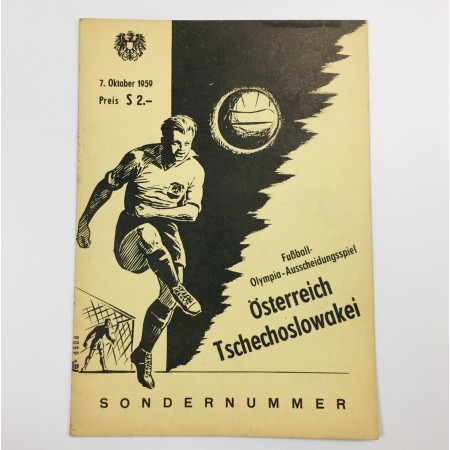 7. Oktober 1959
Preis S 2.–
Fußball-
Olympia-Ausscheidungsspiel
Österreich
Tschechoslowakei
SONDERNUMMER